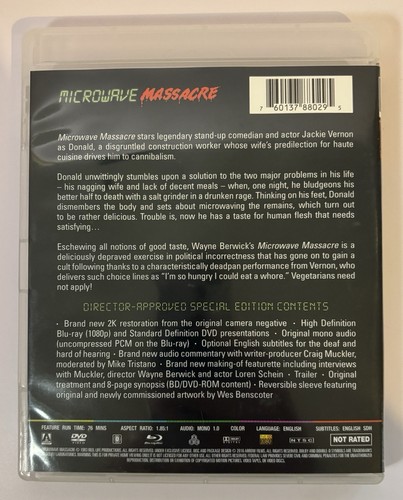 MICROWAVE MASSACRE
7 60137 88029 5
Microwave Massacre stars legendary stand-up comedian and actor Jackie Vernon
as Donald, a disgruntled construction worker whose wife's predilection for haute
cuisine drives him to cannibalism.
Donald unwittingly stumbles upon a solution to the two major problems in his life
– his nagging wife and lack of decent meals – when, one night, he bludgeons his
better half to death with a salt grinder in a drunken rage. Thinking on his feet, Donald
dismembers the body and sets about microwaving the remains, which turn out
to be rather delicious. Trouble is, now he has a taste for human flesh that needs
satisfying…
Eschewing all notions of good taste, Wayne Berwick's Microwave Massacre is a
deliciously depraved exercise in political incorrectness that has gone on to gain a
cult following thanks to a characteristically deadpan performance from Vernon, who
delivers such choice lines as "I'm so hungry I could eat a whore." Vegetarians need
not apply!
DIRECTOR-APPROVED SPECIAL EDITION CONTENTS
· Brand new 2K restoration from the original camera negative · High Definition
Blu-ray (1080p) and Standard Definition DVD presentations · Original mono audio
(uncompressed PCM on the Blu-ray) · Optional English subtitles for the deaf and
hard of hearing · Brand new audio commentary with writer-producer Craig Muckler,
moderated by Mike Tristano · Brand new making-of featurette including interviews
with Muckler, director Wayne Berwick and actor Loren Schein · Trailer · Original
treatment and 8-page synopsis (BD/DVD-ROM content) · Reversible sleeve featuring
original and newly commissioned artwork by Wes Benscoter
FEATURE RUN TIME: 76 MINS ASPECT RATIO: 1.85:1 AUDIO: MONO 1.0 COLOR LANGUAGE: ENGLISH SUBTITLES: ENGLISH SDH
DVD NTSC NOT RATED